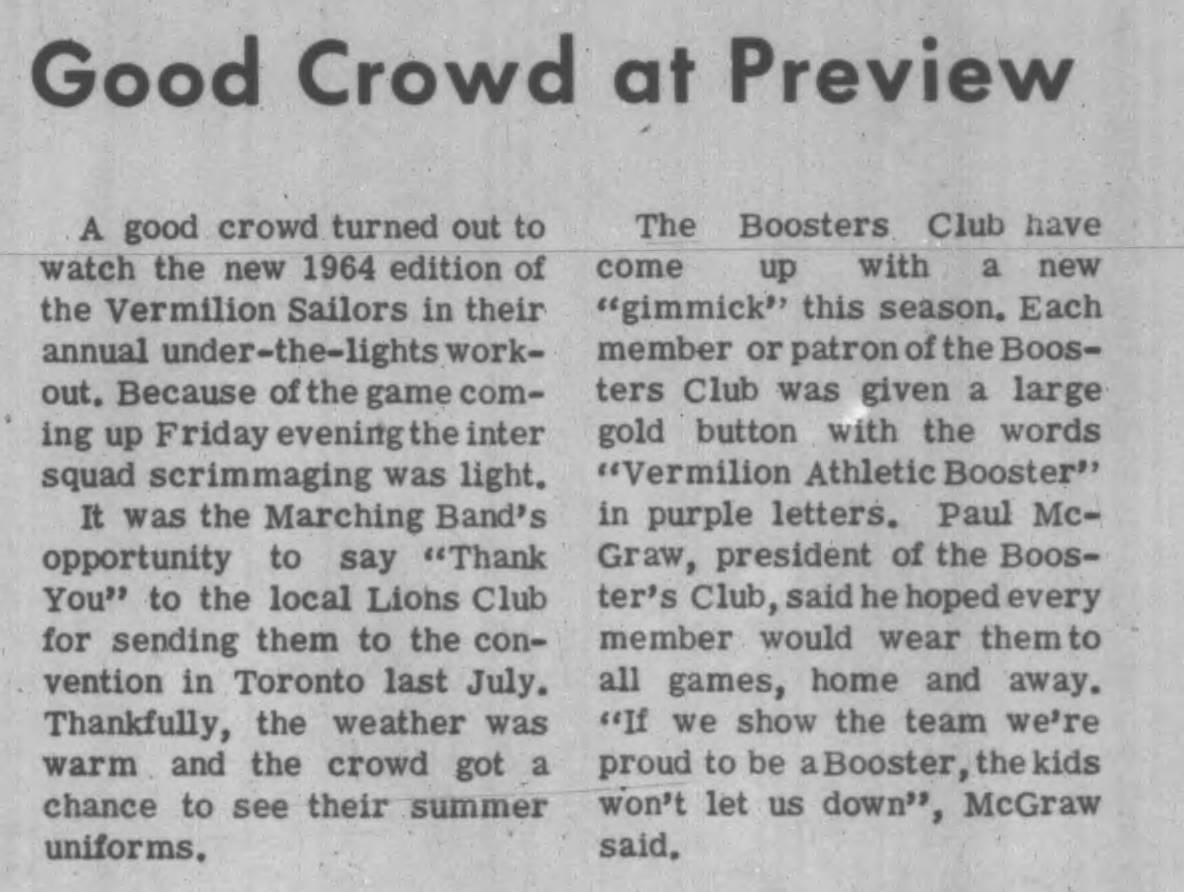 Good Crowd at Preview
A good crowd turned out to
watch the new 1964 edition of
the Vermilion Sailors in their
annual under-the-lights work-
out. Because of the game com-
ing up Friday evening the inter
squad scrimmaging was light.
It was the Marching Band's
opportunity to say "Thank
You" to the local Lions Club
for sending them to the con-
vention in Toronto last July.
Thankfully, the weather was
warm and the crowd got a
chance to see their summer
uniforms.
The Boosters Club have
come up with a new
"gimmick" this season. Each
member or patron of the Boos-
ters Club was given a large
gold button with the words
"Vermilion Athletic Booster"
in purple letters. Paul Mc-
Graw, president of the Boos-
ter's Club, said he hoped every
member would wear them to
all games, home and away.
"If we show the team we're
proud to be a Booster, the kids
won't let us down", McGraw
said.